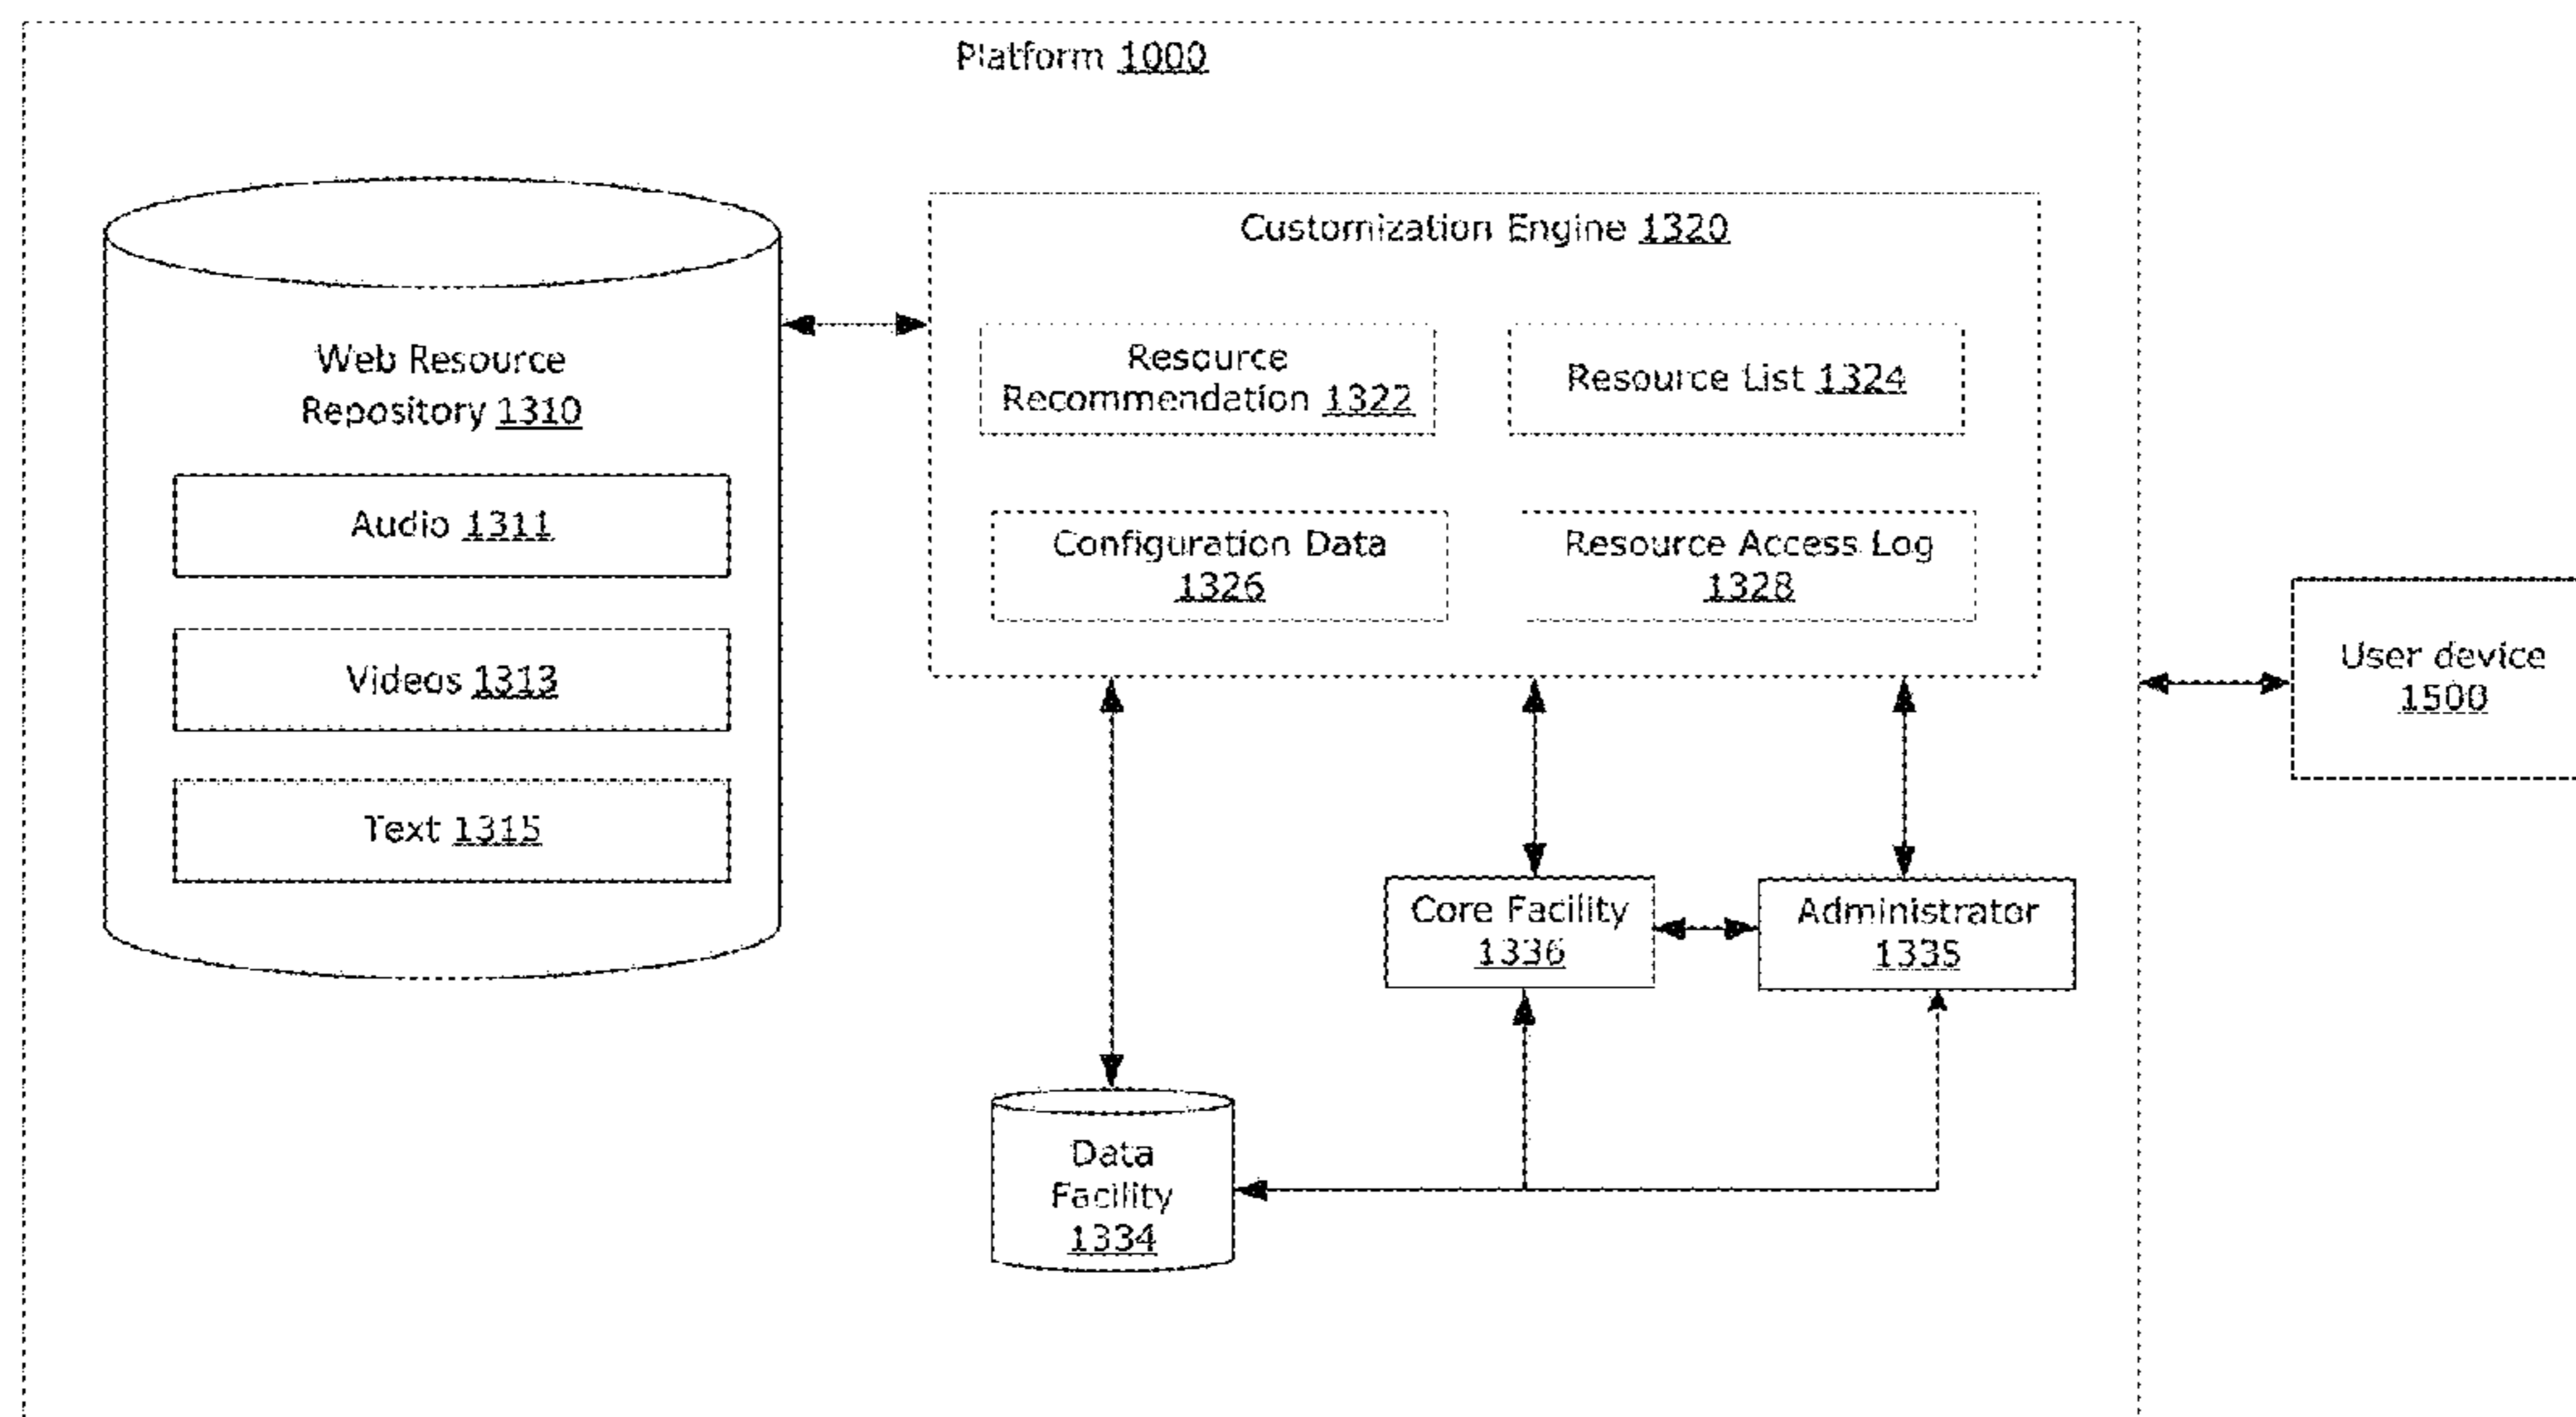 Platform 1000
Web Resource
Repository 1310
Audio 1311
Videos 1313
Text 1315
Customization Engine 1320
Resource
Recommendation 1322
Resource List 1324
Configuration Data
1326
Resource Access Log
1328
User device
1500
Core Facility
1336
Administrator
1335
Data
Facility
1334